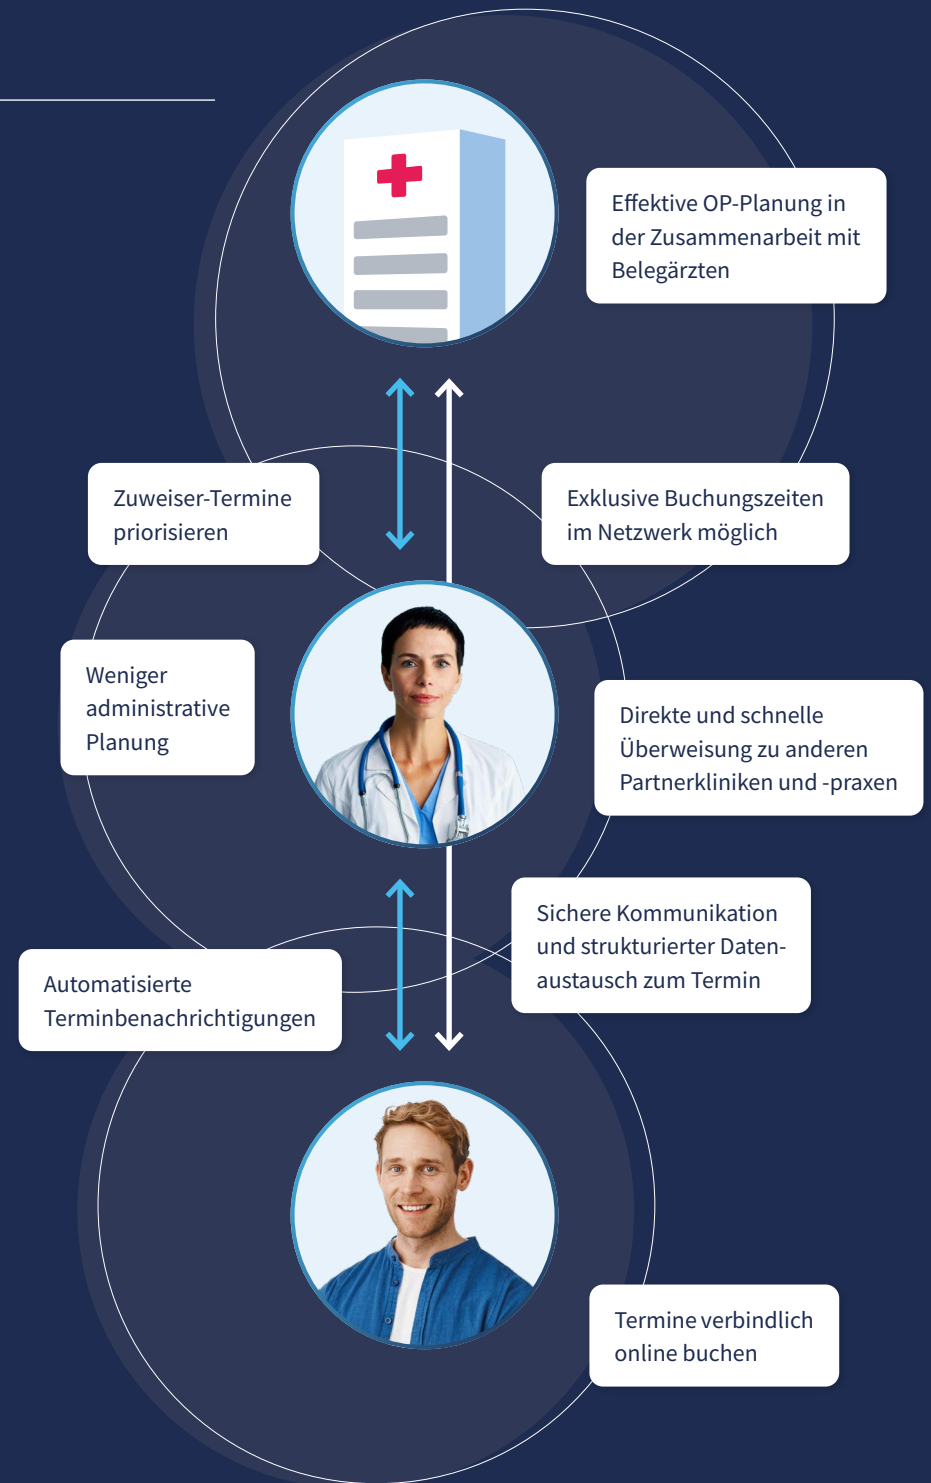 Effektive OP-Planung in
der Zusammenarbeit mit
Belegärzten
Zuweiser-Termine
priorisieren
Exklusive Buchungszeiten
im Netzwerk möglich
Weniger
administrative
Planung
Direkte und schnelle
Überweisung zu anderen
Partnerkliniken und -praxen
Sichere Kommunikation
und strukturierter Daten-
austausch zum Termin
Automatisierte
Terminbenachrichtigungen
Termine verbindlich
online buchen